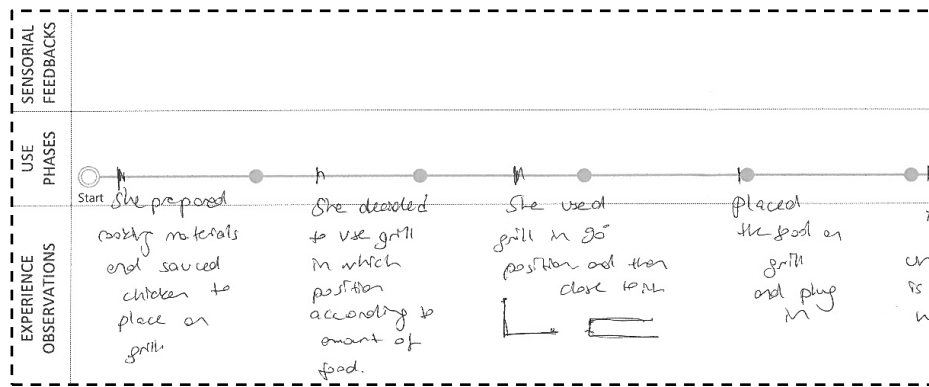 SENSORIAL
FEEDBACKS
USE
PHASES
Start
EXPERIENCE
OBSERVATIONS
She prepared
cooking materials
and sauced
chicken to
place on
grill
She decided
to use grill
in which
position
according to
amount of
food.
She used
grill in 90°
position and then
close
placed
the food on
grill
and plug
in
is